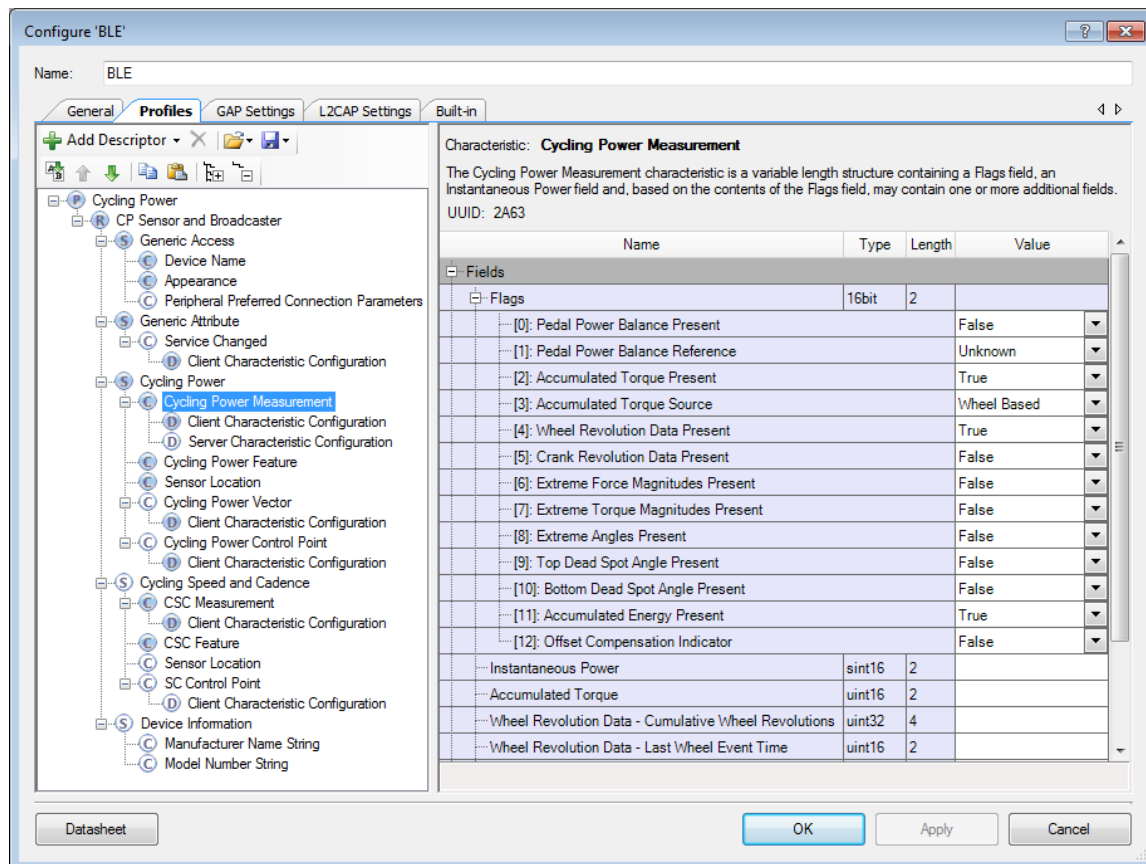 Configure 'BLE'
Name: BLE
General Profiles GAP Settings L2CAP Settings Built-in
Add Descriptor
P Cycling Power
R CP Sensor and Broadcaster
S Generic Access
C Device Name
C Appearance
C Peripheral Preferred Connection Parameters
S Generic Attribute
C Service Changed
D Client Characteristic Configuration
S Cycling Power
C Cycling Power Measurement
D Client Characteristic Configuration
D Server Characteristic Configuration
C Cycling Power Feature
C Sensor Location
C Cycling Power Vector
D Client Characteristic Configuration
C Cycling Power Control Point
D Client Characteristic Configuration
S Cycling Speed and Cadence
C CSC Measurement
D Client Characteristic Configuration
C CSC Feature
C Sensor Location
C SC Control Point
D Client Characteristic Configuration
S Device Information
C Manufacturer Name String
C Model Number String
Characteristic: Cycling Power Measurement
The Cycling Power Measurement characteristic is a variable length structure containing a Flags field, an
Instantaneous Power field and, based on the contents of the Flags field, may contain one or more additional fields.
UUID: 2A63
Name Type Length Value
Fields
Flags 16bit 2
[0]: Pedal Power Balance Present False
[1]: Pedal Power Balance Reference Unknown
[2]: Accumulated Torque Present True
[3]: Accumulated Torque Source Wheel Based
[4]: Wheel Revolution Data Present True
[5]: Crank Revolution Data Present False
[6]: Extreme Force Magnitudes Present False
[7]: Extreme Torque Magnitudes Present False
[8]: Extreme Angles Present False
[9]: Top Dead Spot Angle Present False
[10]: Bottom Dead Spot Angle Present False
[11]: Accumulated Energy Present True
[12]: Offset Compensation Indicator False
Instantaneous Power sint16 2
Accumulated Torque uint16 2
Wheel Revolution Data - Cumulative Wheel Revolutions uint32 4
Wheel Revolution Data - Last Wheel Event Time uint16 2
Datasheet OK Apply Cancel